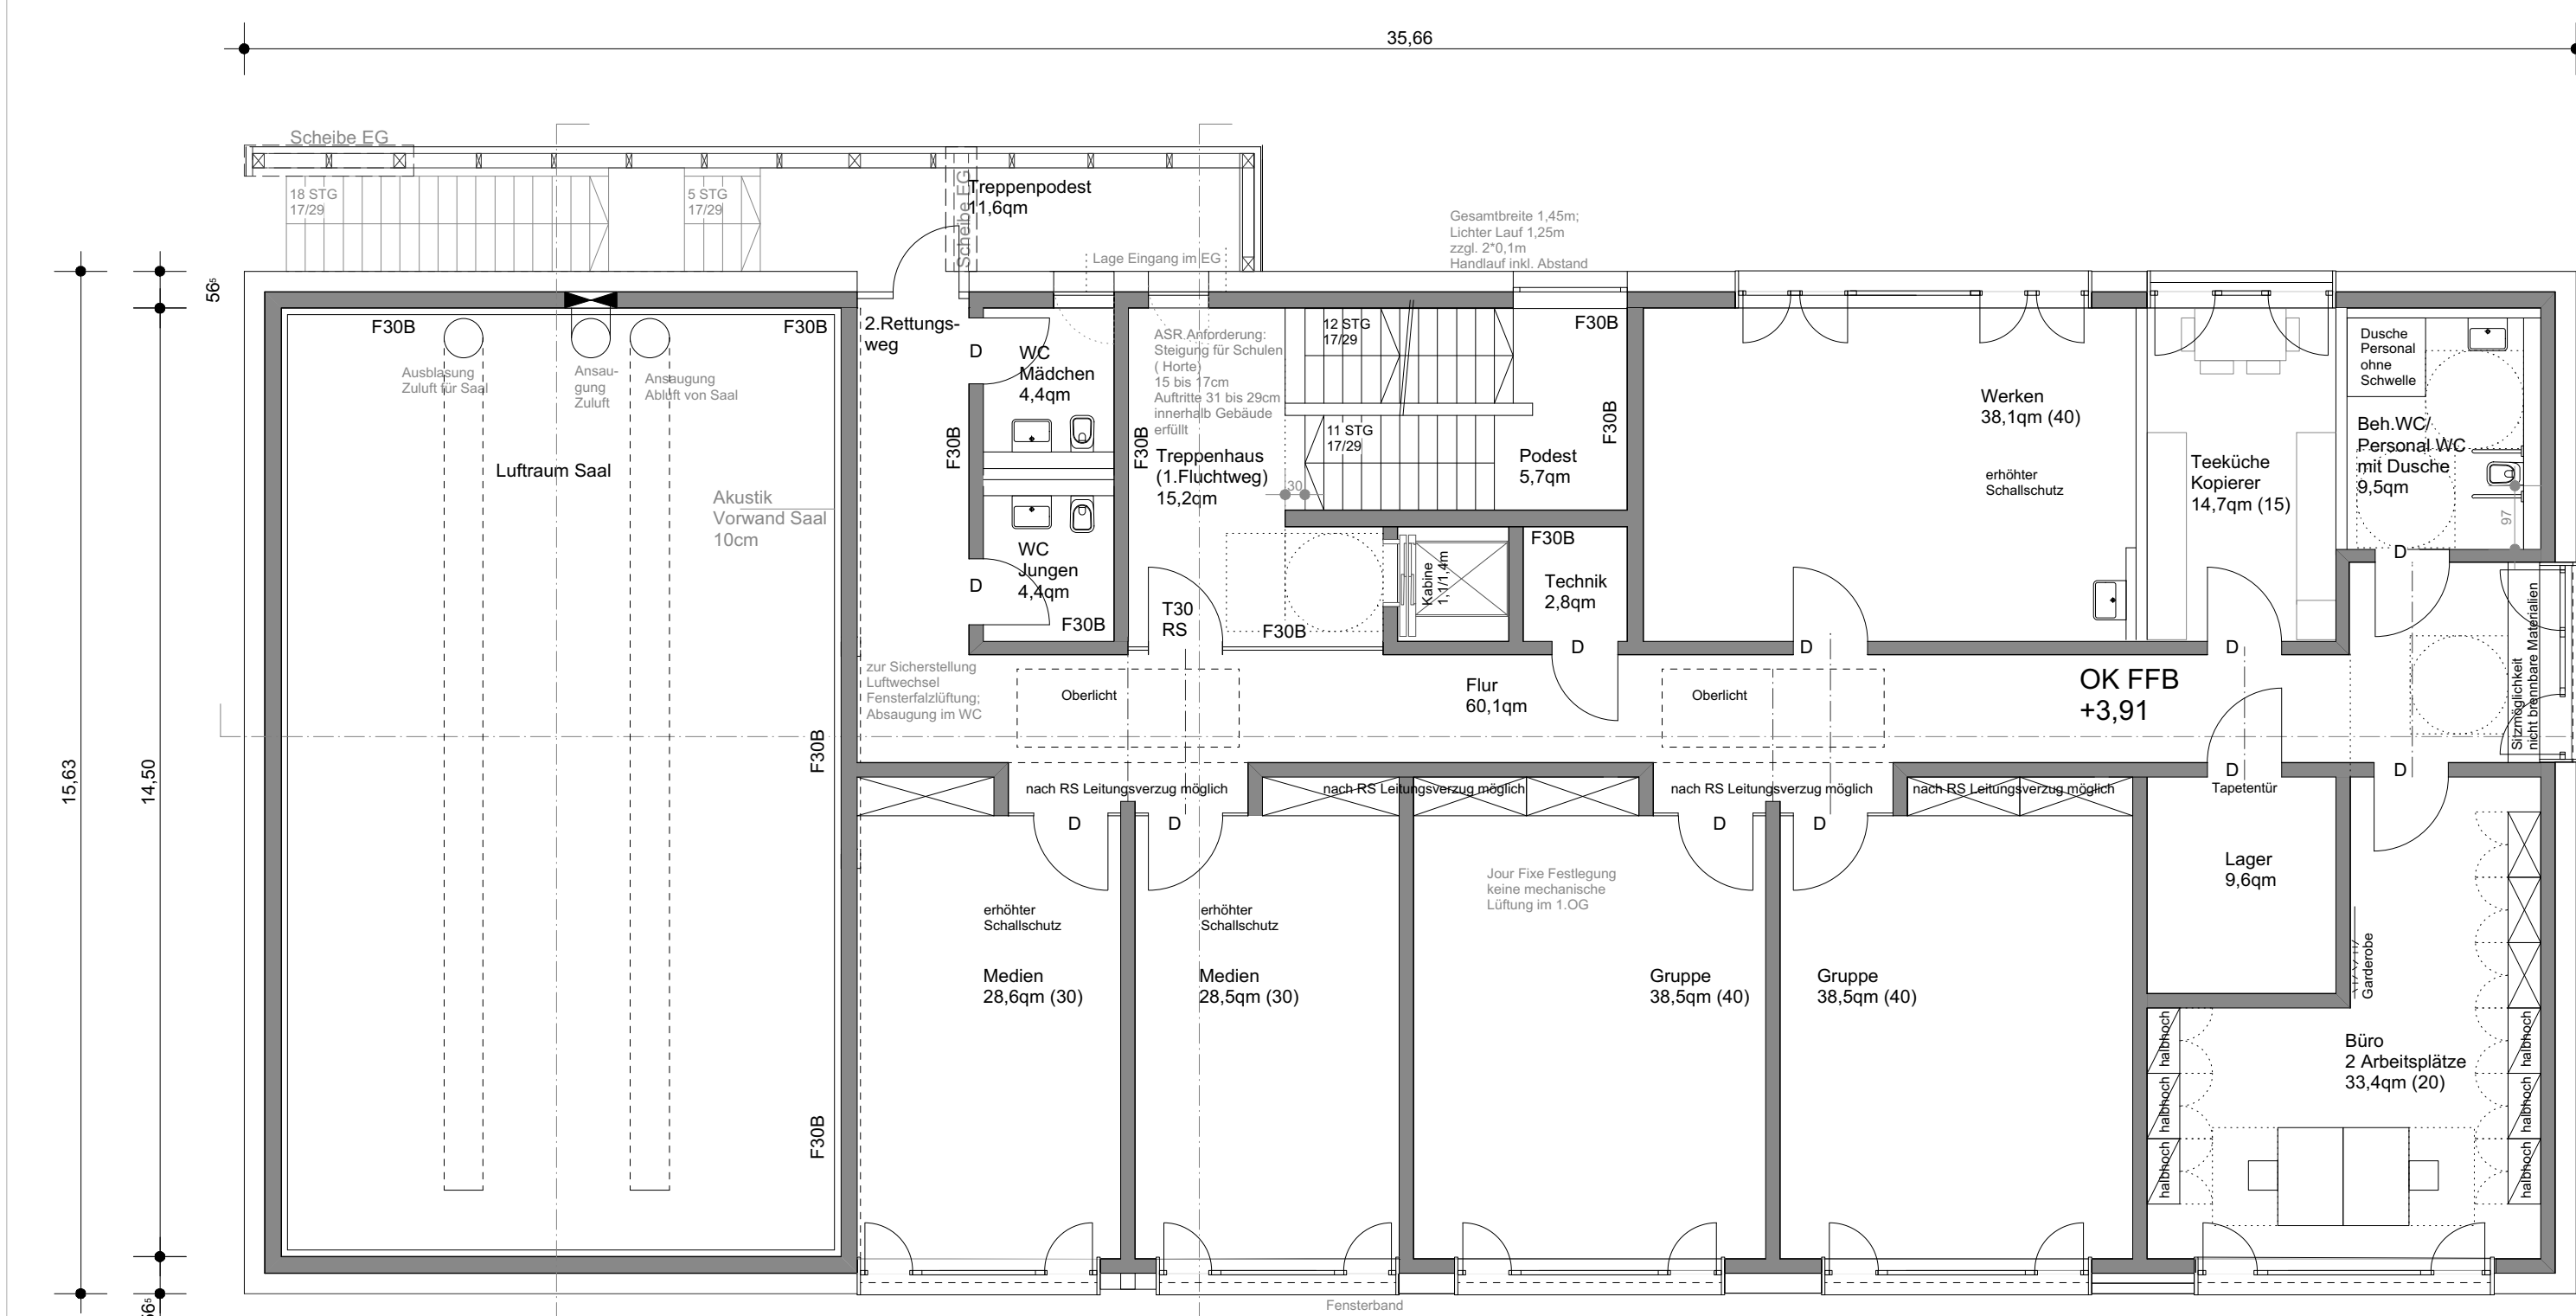 35,66
Scheibe EG
18 STG
17/29
5 STG
17/29
Scheibe EG
Treppenpodest
11,6qm
Lage Eingang im EG
Gesamtbreite 1,45m;
Lichter Lauf 1,25m
zzgl. 2*0,1m
Handlauf inkl. Abstand
56⁵
15,63
14,50
F30B
F30B
Ausblasung
Zuluft für Saal
Ansau-
gung
Zuluft
Ansaugung
Abluft von Saal
Luftraum Saal
Akustik
Vorwand Saal
10cm
F30B
F30B
2.Rettungs-
weg
D
WC
Mädchen
4,4qm
F30B
WC
Jungen
4,4qm
D
F30B
ASR.Anforderung:
Steigung für Schulen
( Horte)
15 bis 17cm
Auftritte 31 bis 29cm
innerhalb Gebäude
erfüllt
F30B
Treppenhaus
(1.Fluchtweg)
15,2qm
12 STG
17/29
11 STG
17/29
30
F30B
F30B
Podest
5,7qm
T30
RS
F30B
Kabine
1,1/1,4m
F30B
Technik
2,8qm
D
Werken
38,1qm (40)
erhöhter
Schallschutz
D
Teeküche
Kopierer
14,7qm (15)
D
Dusche
Personal
ohne
Schwelle
Beh.WC/
Personal WC
mit Dusche
9,5qm
97
D
Sitzmöglichkeit
nicht brennbare Materialien
zur Sicherstellung
Luftwechsel
Fensterfalzlüftung;
Absaugung im WC
Oberlicht
Flur
60,1qm
Oberlicht
OK FFB
+3,91
nach RS Leitungsverzug möglich
nach RS Leitungsverzug möglich
nach RS Leitungsverzug möglich
nach RS Leitungsverzug möglich
D
D
D
D
D
Tapetentür
D
erhöhter
Schallschutz
Medien
28,6qm (30)
erhöhter
Schallschutz
Medien
28,5qm (30)
Jour Fixe Festlegung
keine mechanische
Lüftung im 1.OG
Gruppe
38,5qm (40)
Gruppe
38,5qm (40)
Lager
9,6qm
Garderobe
Büro
2 Arbeitsplätze
33,4qm (20)
halbhoch
halbhoch
halbhoch
halbhoch
halbhoch
halbhoch
Fensterband